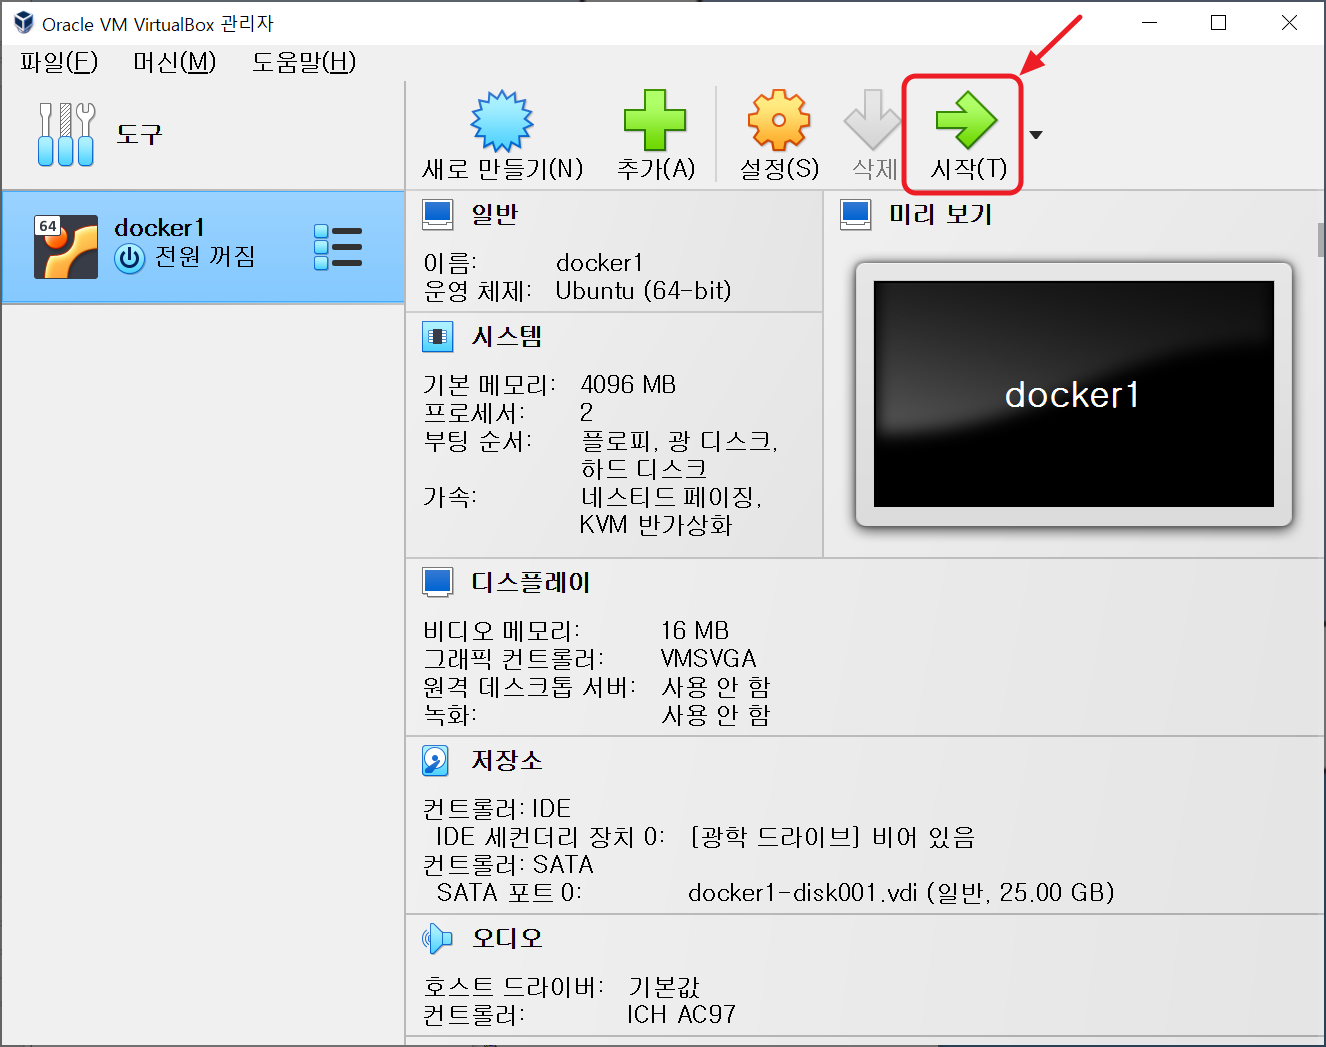 Oracle VM VirtualBox 관리자
파일(F) 머신(M) 도움말(H)
도구
새로 만들기(N) 추가(A) 설정(S) 삭제 시작(T)
64
docker1
전원 꺼짐
일반
이름: docker1
운영 체제: Ubuntu (64-bit)
미리 보기
docker1
시스템
기본 메모리: 4096 MB
프로세서: 2
부팅 순서: 플로피, 광 디스크,
하드 디스크
가속: 네스티드 페이징,
KVM 반가상화
디스플레이
비디오 메모리: 16 MB
그래픽 컨트롤러: VMSVGA
원격 데스크톱 서버: 사용 안 함
녹화: 사용 안 함
저장소
컨트롤러: IDE
IDE 세컨더리 장치 0: [광학 드라이브] 비어 있음
컨트롤러: SATA
SATA 포트 0: docker1-disk001.vdi (일반, 25.00 GB)
오디오
호스트 드라이버: 기본값
컨트롤러: ICH AC97